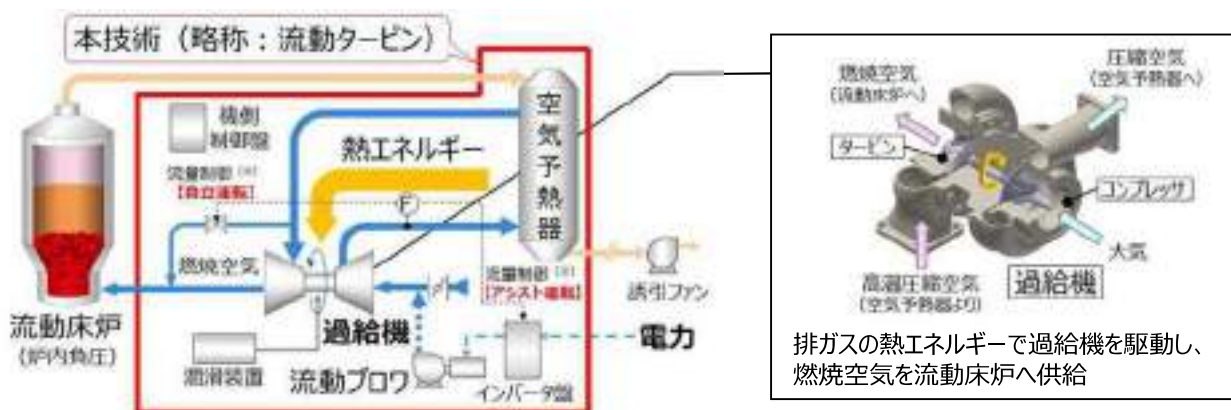 本技術（略称：流動タービン）
機側
制御盤
熱エネルギー
空気予熱器
流量制御
【自立運転】
F
燃焼空気
流量制御
【アシスト運転】
誘引ファン
過給機
電力
流動床炉
（炉内負圧）
潤滑装置
流動ブロワ
インバータ盤
燃焼空気
（流動床炉へ）
圧縮空気
（空気予熱器へ）
タービン
コンプレッサ
大気
高温圧縮空気
（空気予熱器より）
過給機
排ガスの熱エネルギーで過給機を駆動し、
燃焼空気を流動床炉へ供給